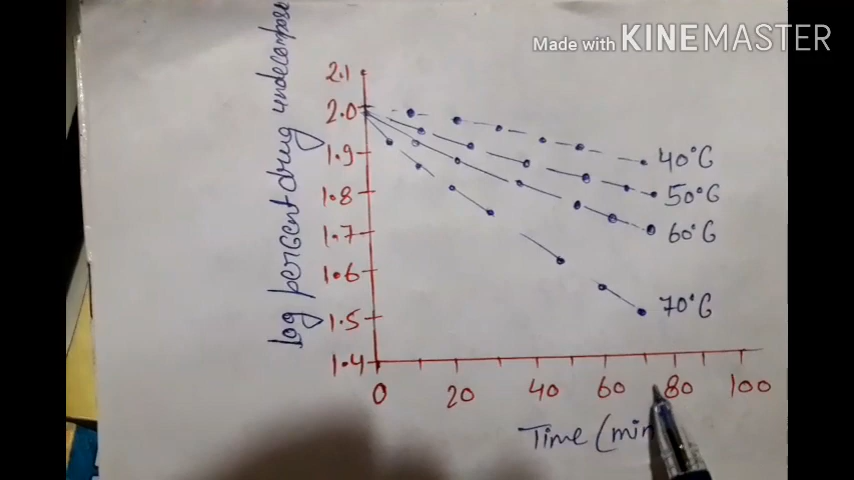 Made with KINEMASTER
log percent drug undecompose
2.1
2.0
1.9
1.8
1.7
1.6
1.5
1.4
40°C
50°C
60°C
70°C
0 20 40 60 80 100
Time (min